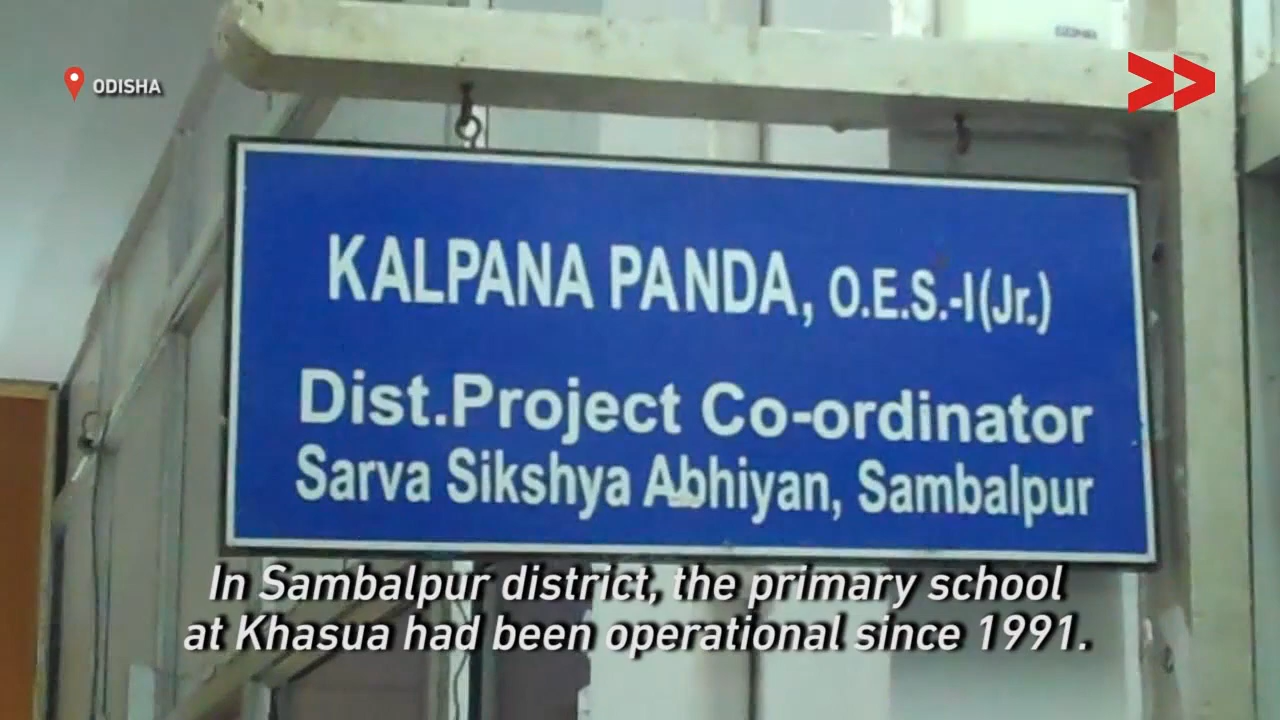 ODISHA
KALPANA PANDA, O.E.S.-I(Jr.)
Dist.Project Co-ordinator
Sarva Sikshya Abhiyan, Sambalpur
In Sambalpur district, the primary school
at Khasua had been operational since 1991.